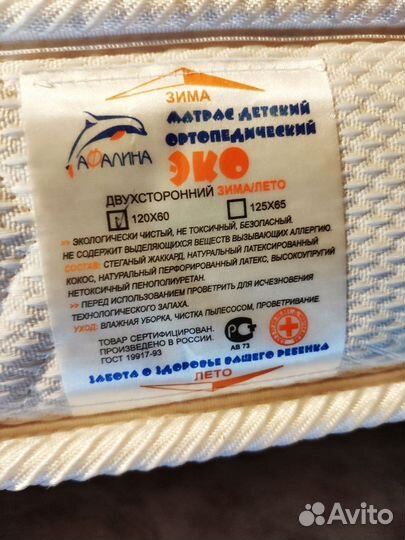 ЗИМА
АФАЛИНА
МАТРАС ДЕТСКИЙ
ОРТОПЕДИЧЕСКИЙ
ЭКО
ДВУХСТОРОННИЙ ЗИМА/ЛЕТО
120Х60 125Х65
>> ЭКОЛОГИЧЕСКИ ЧИСТЫЙ, НЕ ТОКСИЧНЫЙ, БЕЗОПАСНЫЙ.
НЕ СОДЕРЖИТ ВЫДЕЛЯЮЩИХСЯ ВЕЩЕСТВ ВЫЗЫВАЮЩИХ АЛЛЕРГИЮ.
СОСТАВ: СТЕГАНЫЙ ЖАККАРД, НАТУРАЛЬНЫЙ ЛАТЕКСИРОВАННЫЙ
КОКОС, НАТУРАЛЬНЫЙ ПЕРФОРИРОВАННЫЙ ЛАТЕКС, ВЫСОКОУПРУГИЙ
НЕТОКСИЧНЫЙ ПЕНОПОЛИУРЕТАН.
>> ПЕРЕД ИСПОЛЬЗОВАНИЕМ ПРОВЕТРИТЬ ДЛЯ ИСЧЕЗНОВЕНИЯ
ТЕХНОЛОГИЧЕСКОГО ЗАПАХА.
УХОД: ВЛАЖНАЯ УБОРКА, ЧИСТКА ПЫЛЕСОСОМ, ПРОВЕТРИВАНИЕ
ТОВАР СЕРТИФИЦИРОВАН.
ПРОИЗВЕДЕНО В РОССИИ.
ГОСТ 19917-93
АВ 73
ЗАБОТА О ЗДОРОВЬЕ ВАШЕГО РЕБЕНКА
ЛЕТО
Avito